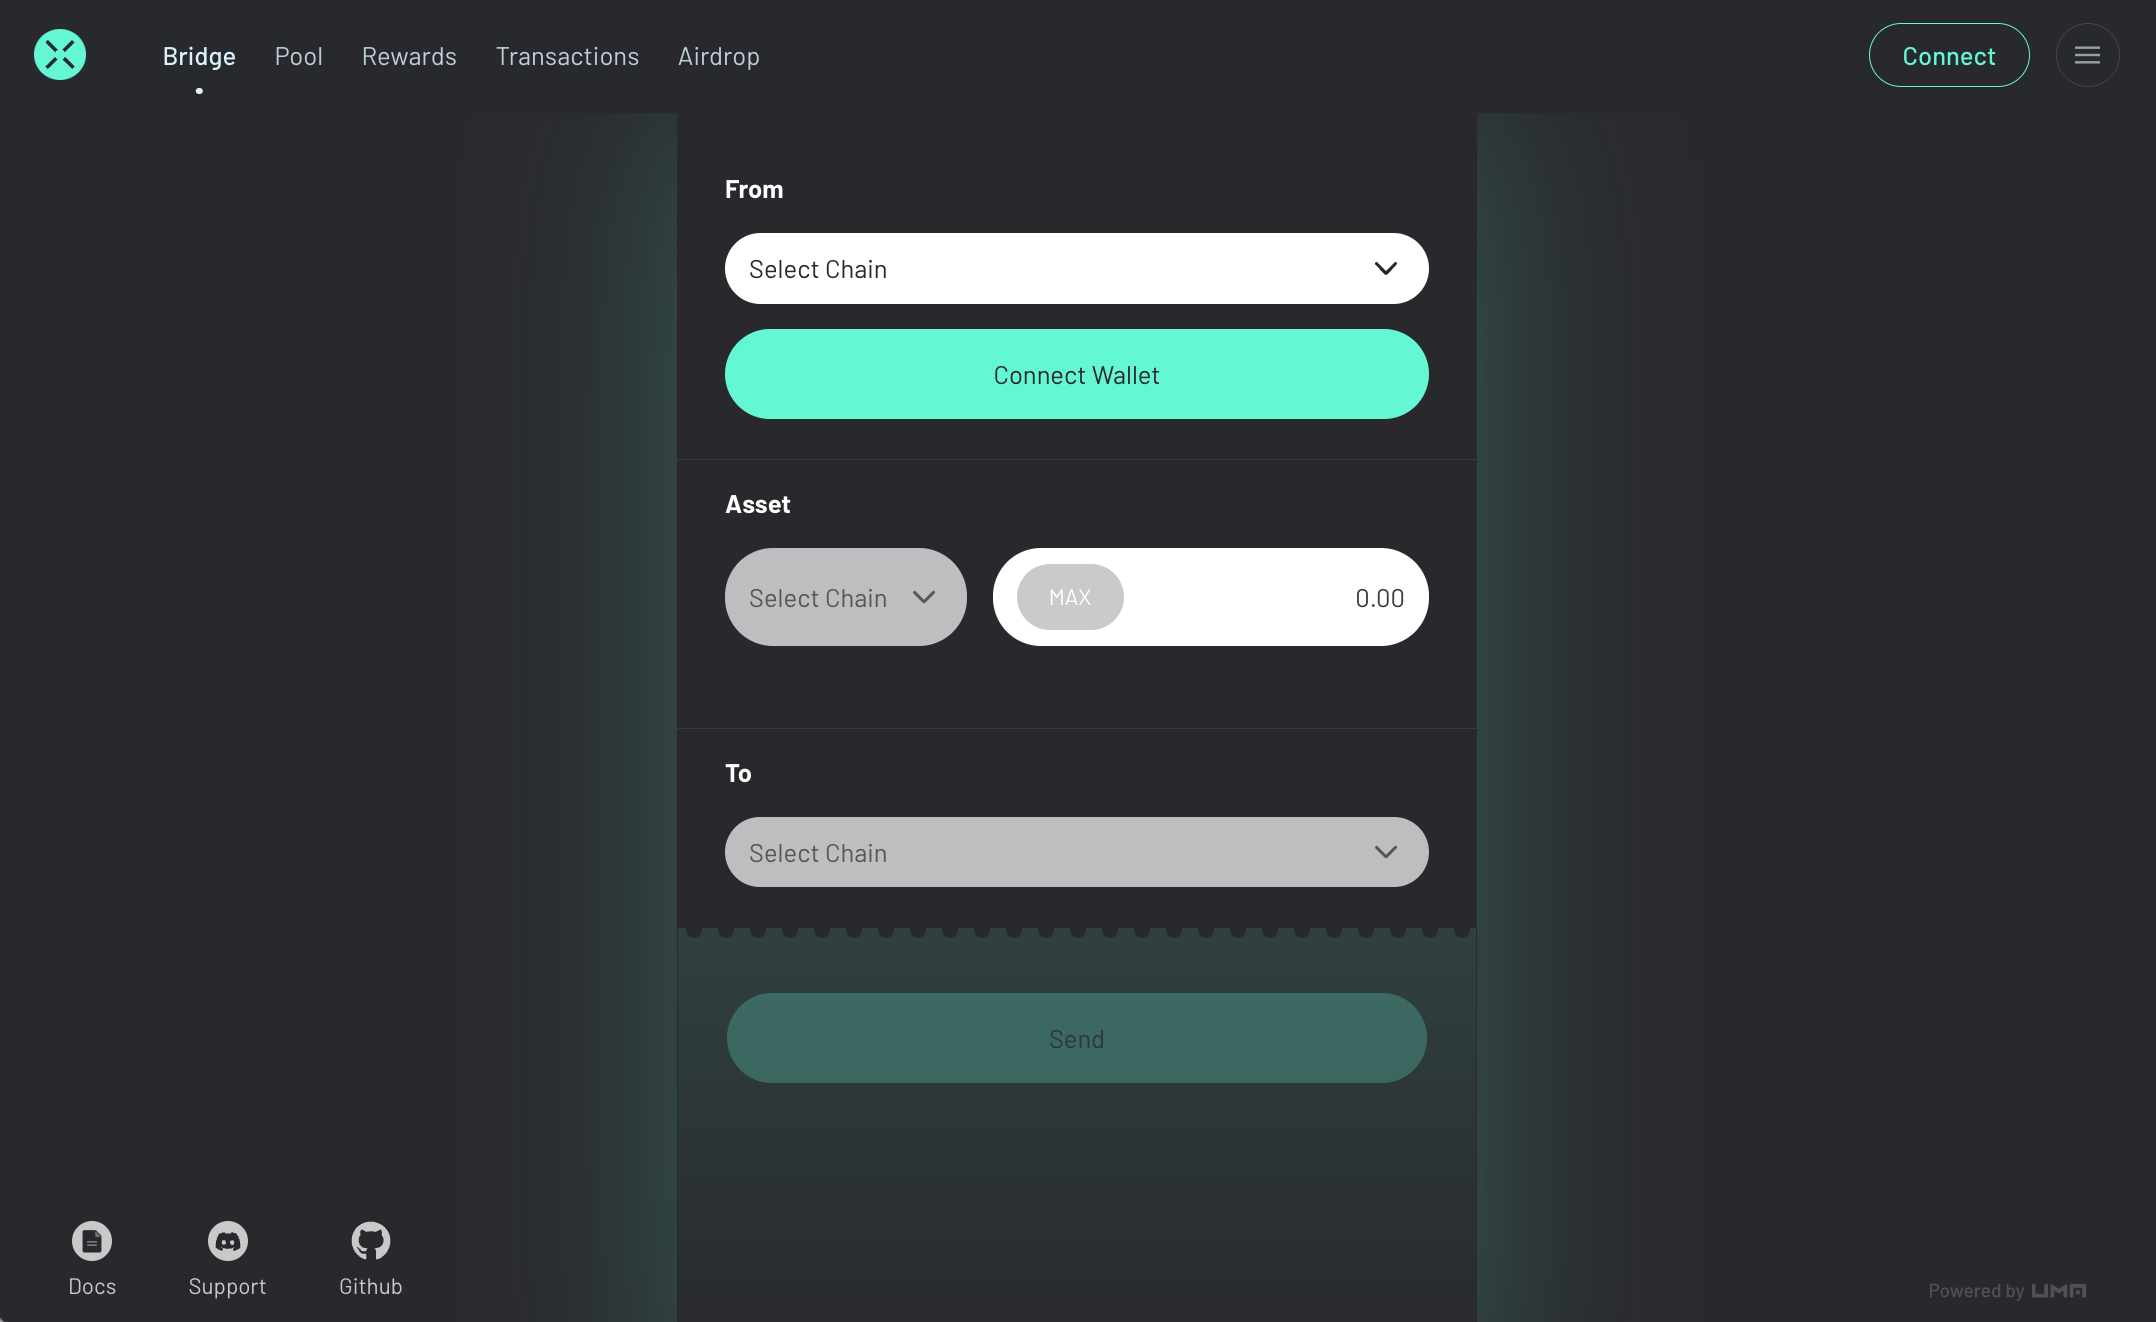 Bridge Pool Rewards Transactions Airdrop Connect
From
Select Chain
Connect Wallet
Asset
Select Chain MAX 0.00
To
Select Chain
Send
Docs Support Github
Powered by UMA